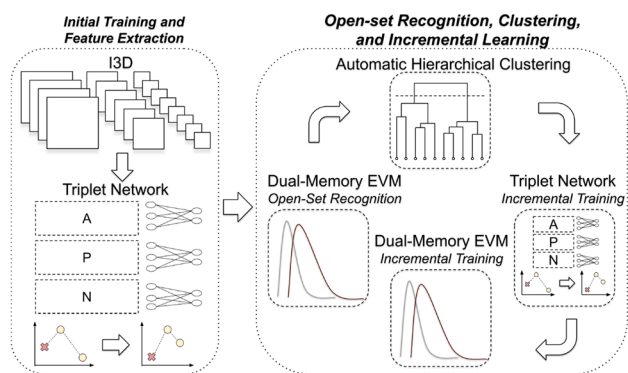 Initial Training and
Feature Extraction
I3D
Triplet Network
A
P
N
Open-set Recognition, Clustering,
and Incremental Learning
Automatic Hierarchical Clustering
Dual-Memory EVM
Open-Set Recognition
Triplet Network
Incremental Training
A
P
N
Dual-Memory EVM
Incremental Training